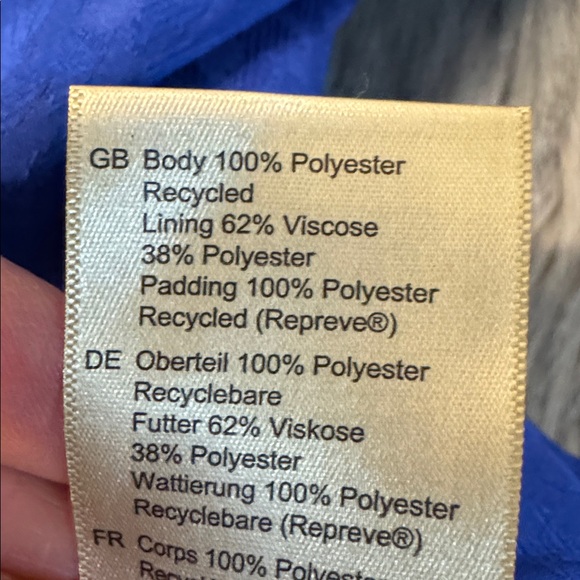 GB Body 100% Polyester
Recycled
Lining 62% Viscose
38% Polyester
Padding 100% Polyester
Recycled (Repreve®)
DE Oberteil 100% Polyester
Recyclebare
Futter 62% Viskose
38% Polyester
Wattierung 100% Polyester
Recyclebare (Repreve®)
FR Corps 100%